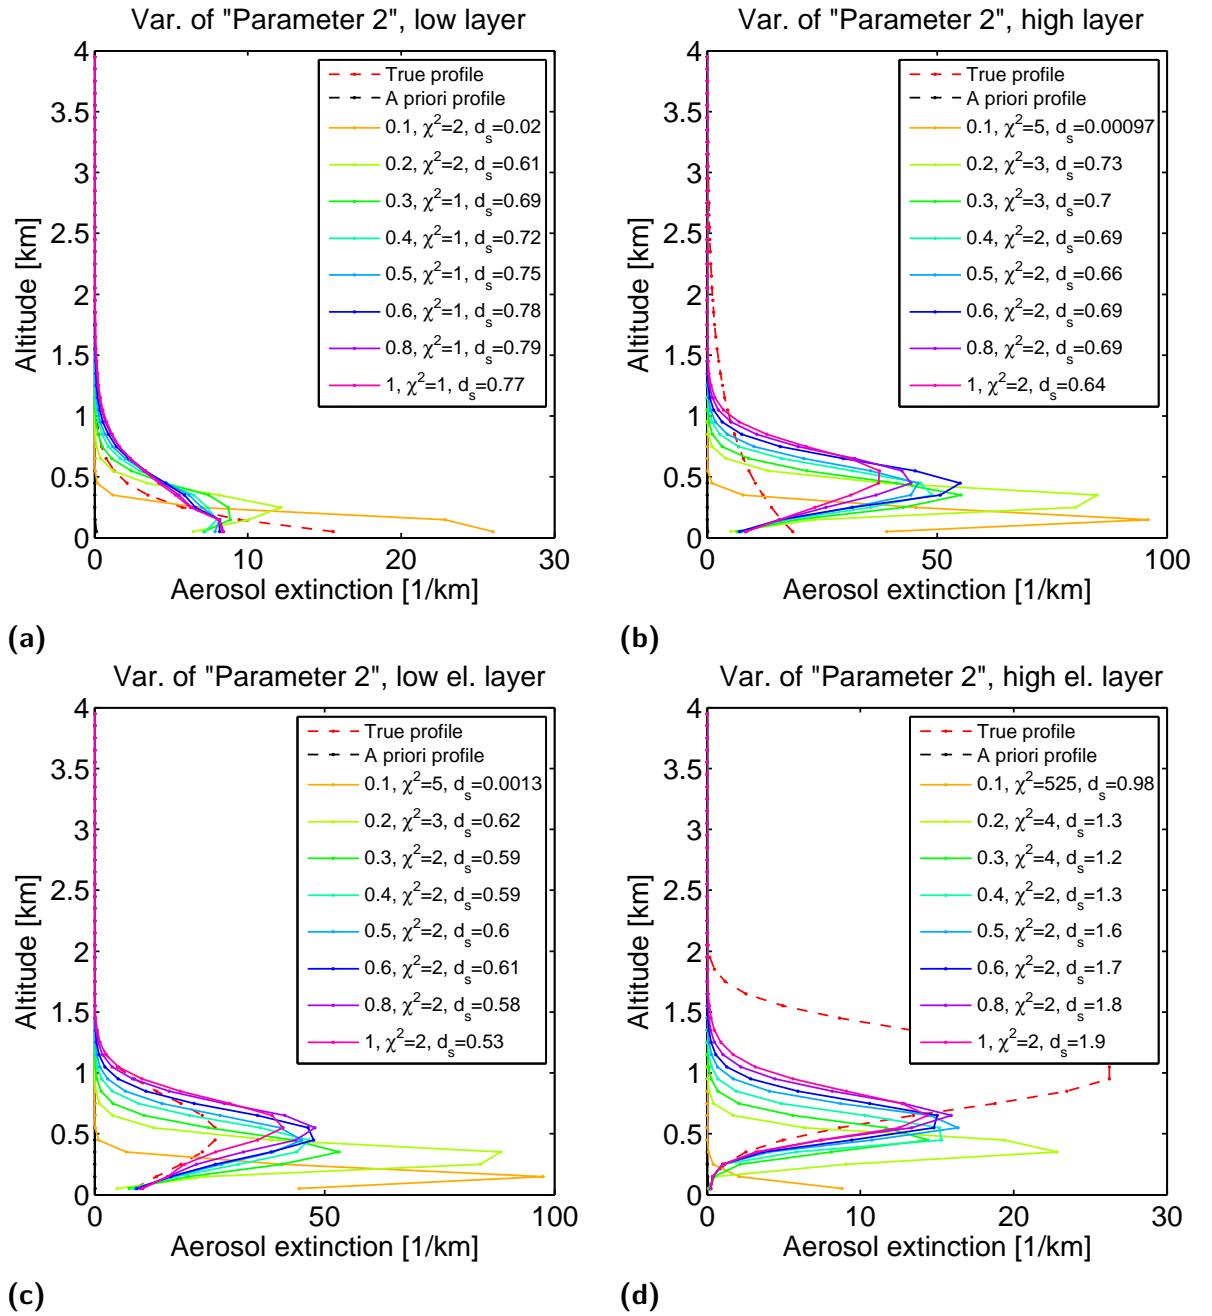 Var. of "Parameter 2", low layer
4
3.5
3
2.5
2
1.5
1
0.5
0
Altitude [km]
True profile
A priori profile
0.1, χ²=2, dₛ=0.02
0.2, χ²=2, dₛ=0.61
0.3, χ²=1, dₛ=0.69
0.4, χ²=1, dₛ=0.72
0.5, χ²=1, dₛ=0.75
0.6, χ²=1, dₛ=0.78
0.8, χ²=1, dₛ=0.79
1, χ²=1, dₛ=0.77
0 10 20 30
Aerosol extinction [1/km]
(a)
Var. of "Parameter 2", high layer
4
3.5
3
2.5
2
1.5
1
0.5
0
Altitude [km]
True profile
A priori profile
0.1, χ²=5, dₛ=0.00097
0.2, χ²=3, dₛ=0.73
0.3, χ²=3, dₛ=0.7
0.4, χ²=2, dₛ=0.69
0.5, χ²=2, dₛ=0.66
0.6, χ²=2, dₛ=0.69
0.8, χ²=2, dₛ=0.69
1, χ²=2, dₛ=0.64
0 50 100
Aerosol extinction [1/km]
(b)
Var. of "Parameter 2", low el. layer
4
3.5
3
2.5
2
1.5
1
0.5
0
Altitude [km]
True profile
A priori profile
0.1, χ²=5, dₛ=0.0013
0.2, χ²=3, dₛ=0.62
0.3, χ²=2, dₛ=0.59
0.4, χ²=2, dₛ=0.59
0.5, χ²=2, dₛ=0.6
0.6, χ²=2, dₛ=0.61
0.8, χ²=2, dₛ=0.58
1, χ²=2, dₛ=0.53
0 50 100
Aerosol extinction [1/km]
(c)
Var. of "Parameter 2", high el. layer
4
3.5
3
2.5
2
1.5
1
0.5
0
Altitude [km]
True profile
A priori profile
0.1, χ²=525, dₛ=0.98
0.2, χ²=4, dₛ=1.3
0.3, χ²=4, dₛ=1.2
0.4, χ²=2, dₛ=1.3
0.5, χ²=2, dₛ=1.6
0.6, χ²=2, dₛ=1.7
0.8, χ²=2, dₛ=1.8
1, χ²=2, dₛ=1.9
0 10 20 30
Aerosol extinction [1/km]
(d)